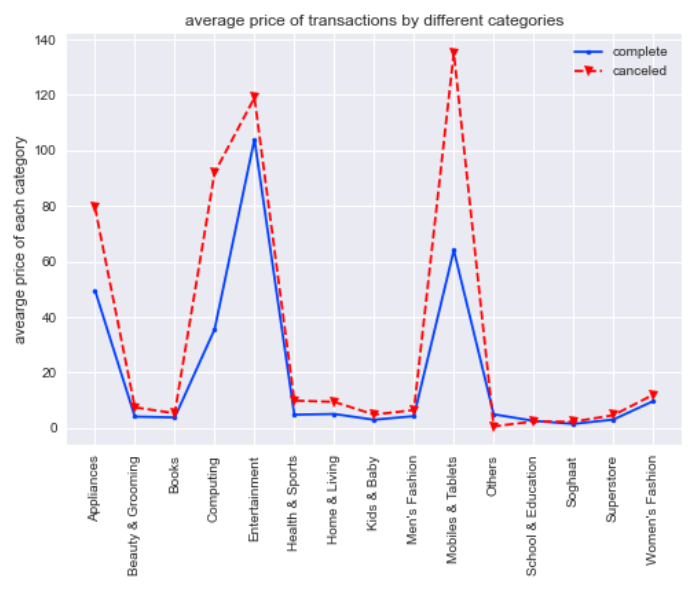 average price of transactions by different categories
avearge price of each category
140
120
100
80
60
40
20
0
complete
canceled
Appliances
Beauty & Grooming
Books
Computing
Entertainment
Health & Sports
Home & Living
Kids & Baby
Men's Fashion
Mobiles & Tablets
Others
School & Education
Soghaat
Superstore
Women's Fashion